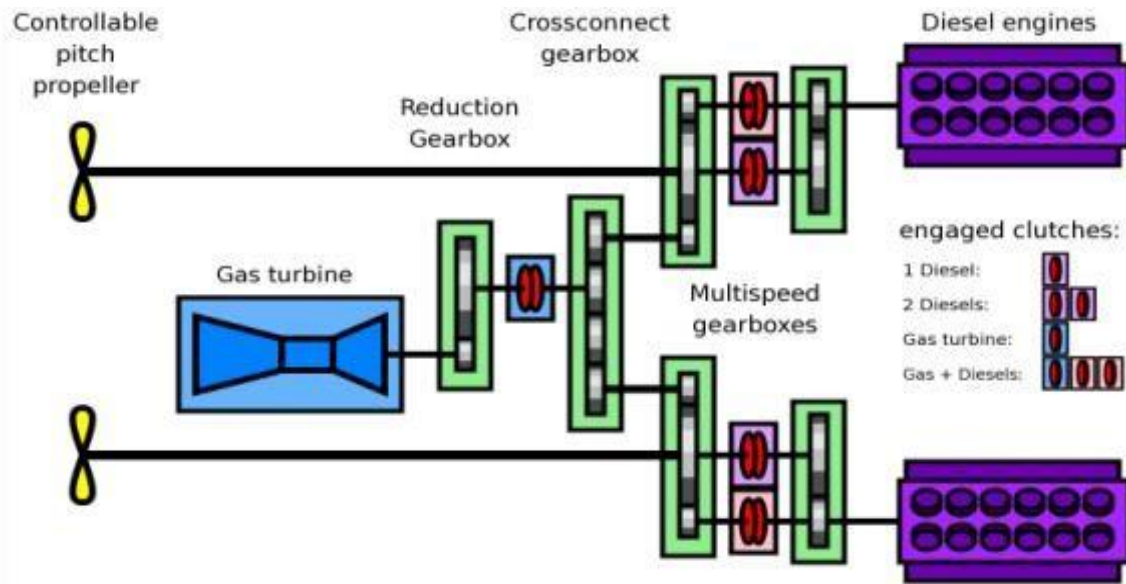 Controllable
pitch
propeller
Crossconnect
gearbox
Diesel engines
Reduction
Gearbox
Gas turbine
engaged clutches:
1 Diesel:
2 Diesels:
Gas turbine:
Gas + Diesels:
Multispeed
gearboxes